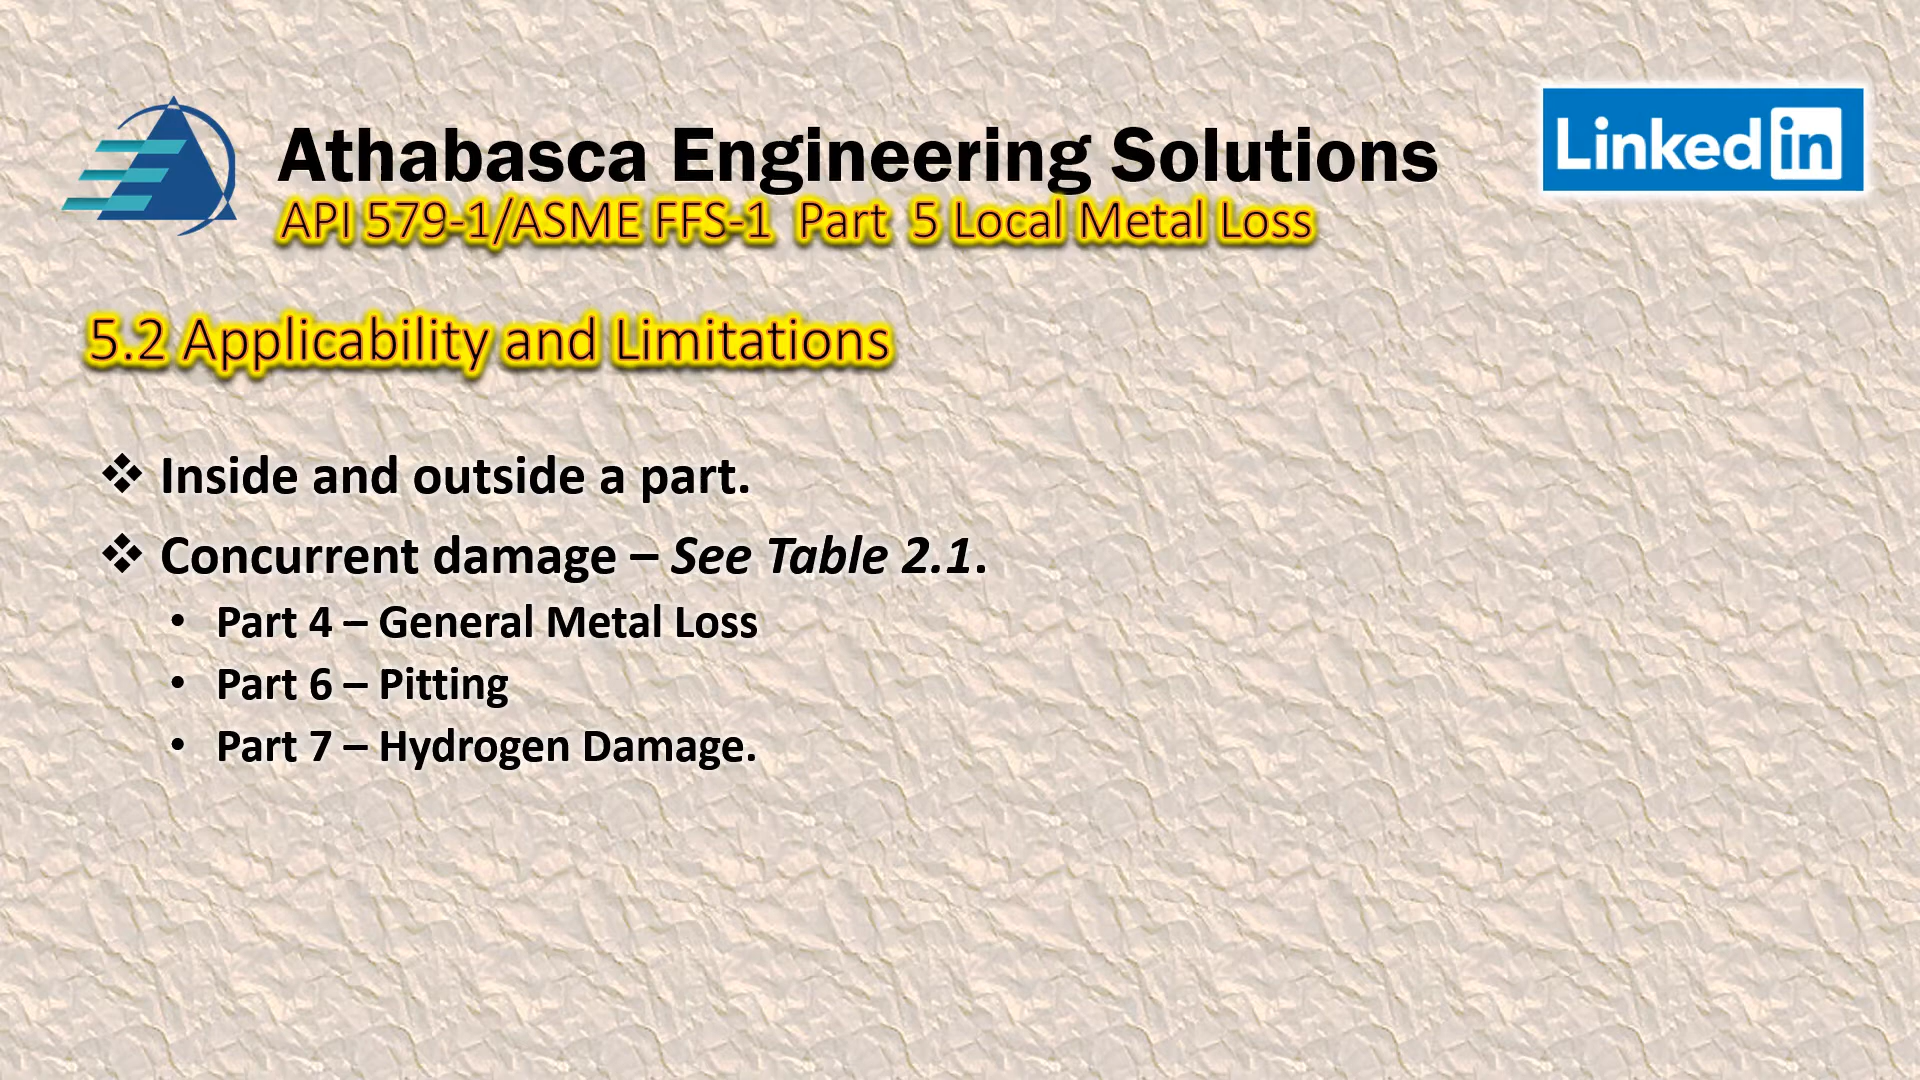 Athabasca Engineering Solutions
Linked in
API 579-1/ASME FFS-1 Part 5 Local Metal Loss
5.2 Applicability and Limitations
❖ Inside and outside a part.
❖ Concurrent damage – See Table 2.1.
• Part 4 – General Metal Loss
• Part 6 – Pitting
• Part 7 – Hydrogen Damage.